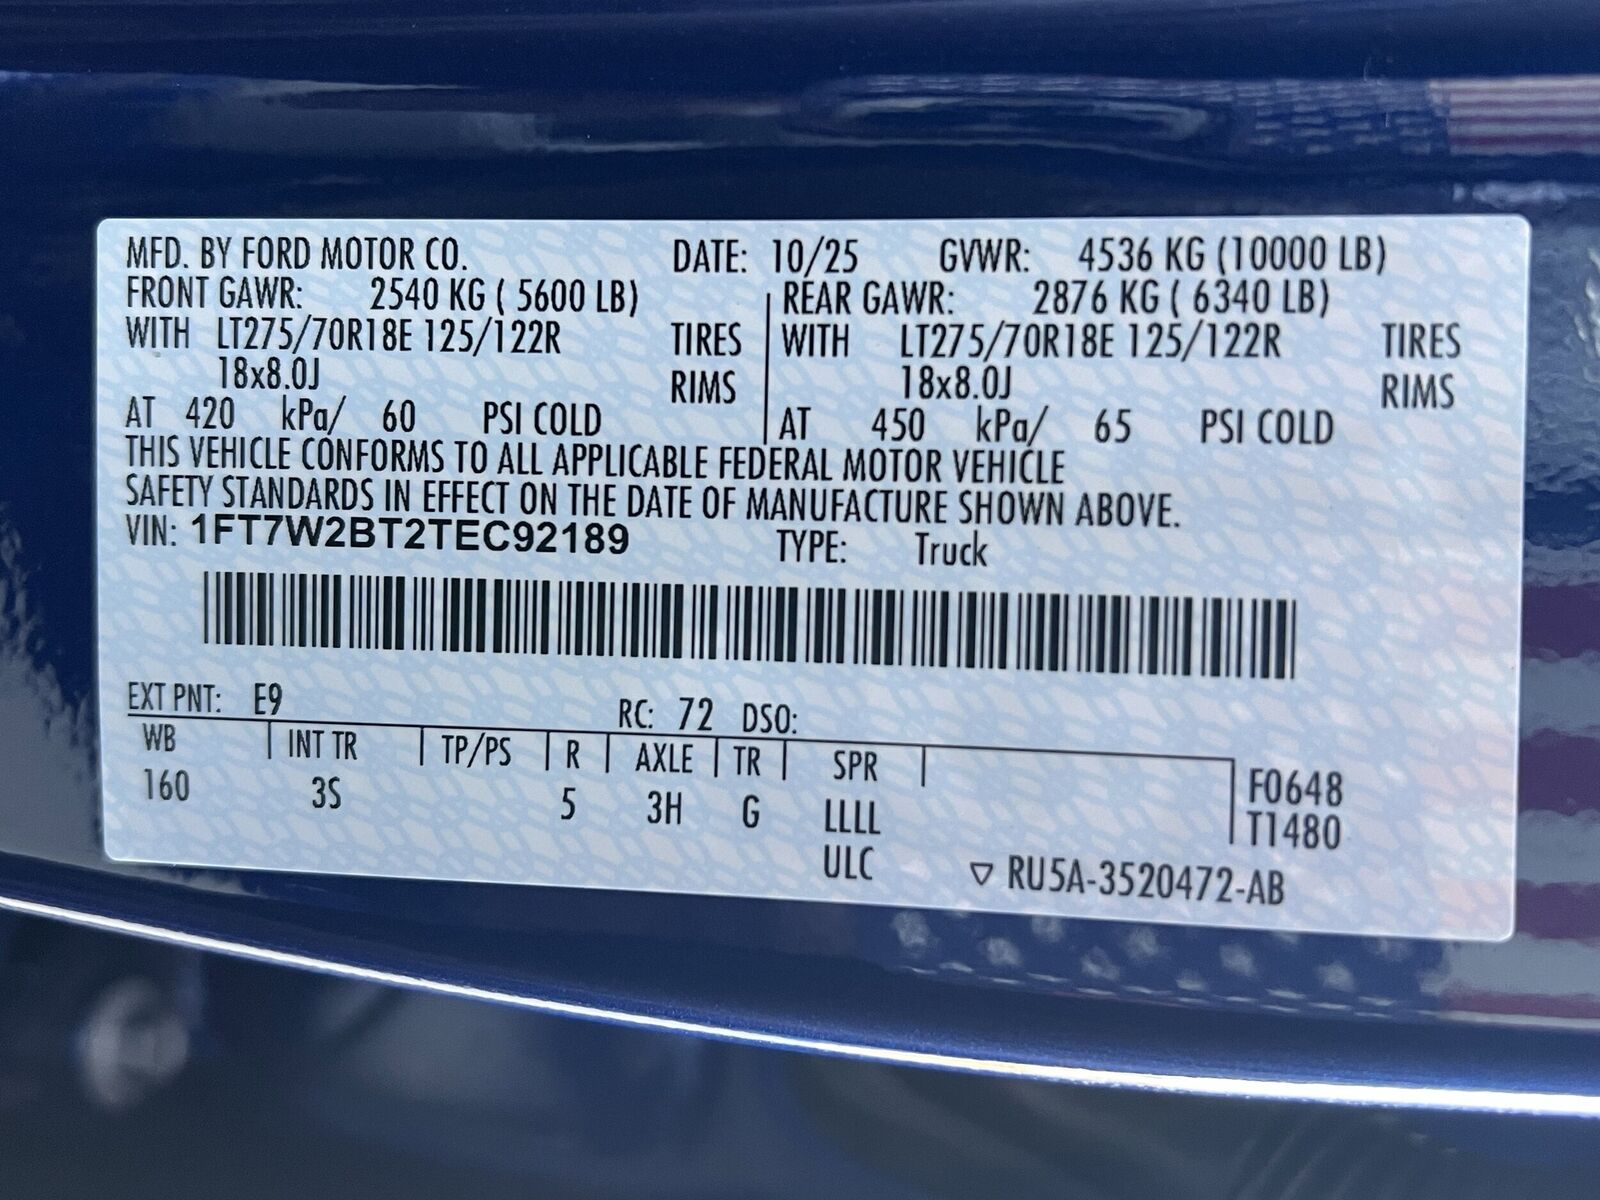 MFD. BY FORD MOTOR CO. DATE: 10/25 GVWR: 4536 KG (10000 LB)
FRONT GAWR: 2540 KG ( 5600 LB) REAR GAWR: 2876 KG ( 6340 LB)
WITH LT275/70R18E 125/122R TIRES WITH LT275/70R18E 125/122R TIRES
18x8.0J RIMS 18x8.0J RIMS
AT 420 kPa/ 60 PSI COLD AT 450 kPa/ 65 PSI COLD
THIS VEHICLE CONFORMS TO ALL APPLICABLE FEDERAL MOTOR VEHICLE
SAFETY STANDARDS IN EFFECT ON THE DATE OF MANUFACTURE SHOWN ABOVE.
VIN: 1FT7W2BT2TEC92189 TYPE: Truck
EXT PNT: E9 RC: 72 DSO:
WB INT TR TP/PS R AXLE TR SPR F0648
160 3S 5 3H G LLLL T1480
ULC RU5A-3520472-AB